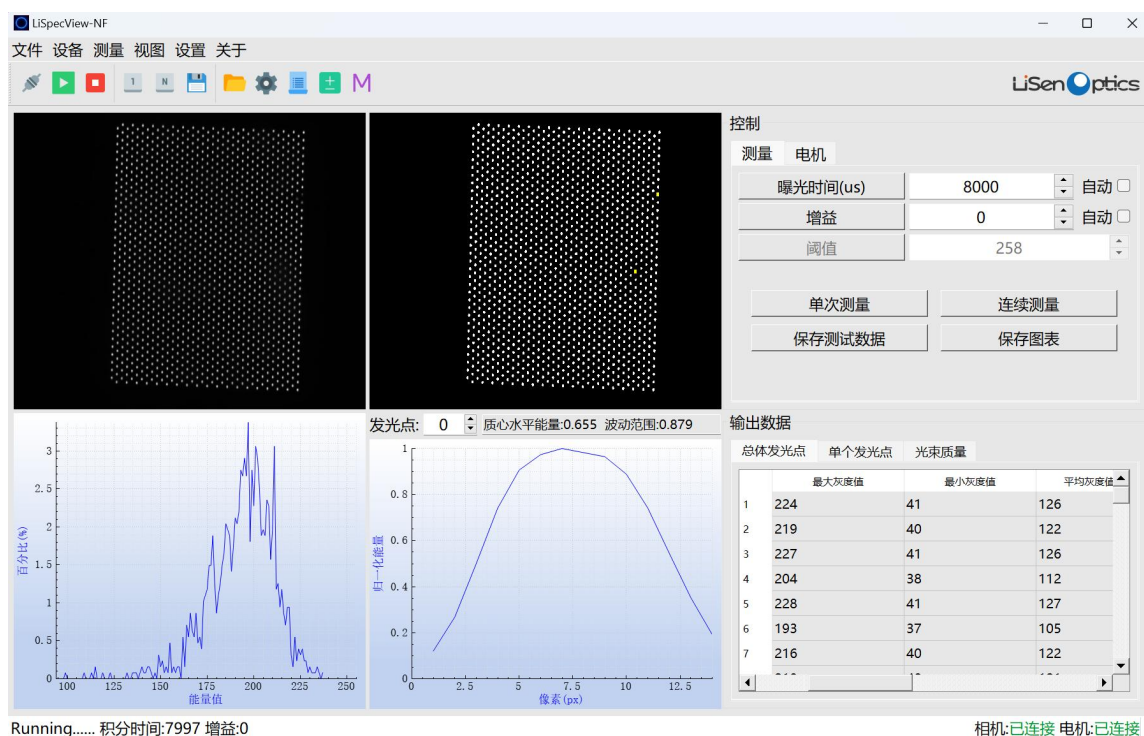 LiSpecView-NF
文件 设备 测量 视图 设置 关于
1 N M
LiSen Optics
控制
测量 电机
曝光时间(us) 8000 自动
增益 0 自动
阈值 258
单次测量 连续测量
保存测试数据 保存图表
发光点: 0 质心水平能量:0.655 波动范围:0.879
百分比(%)
3
2.5
2
1.5
1
0.5
0
100 125 150 175 200 225 250
能量值
归一化能量
1
0.8
0.6
0.4
0.2
0
0 2.5 5 7.5 10 12.5
像素(px)
输出数据
总体发光点 单个发光点 光束质量
最大灰度值 最小灰度值 平均灰度值
1 224 41 126
2 219 40 122
3 227 41 126
4 204 38 112
5 228 41 127
6 193 37 105
7 216 40 122
Running...... 积分时间:7997 增益:0
相机:已连接 电机:已连接